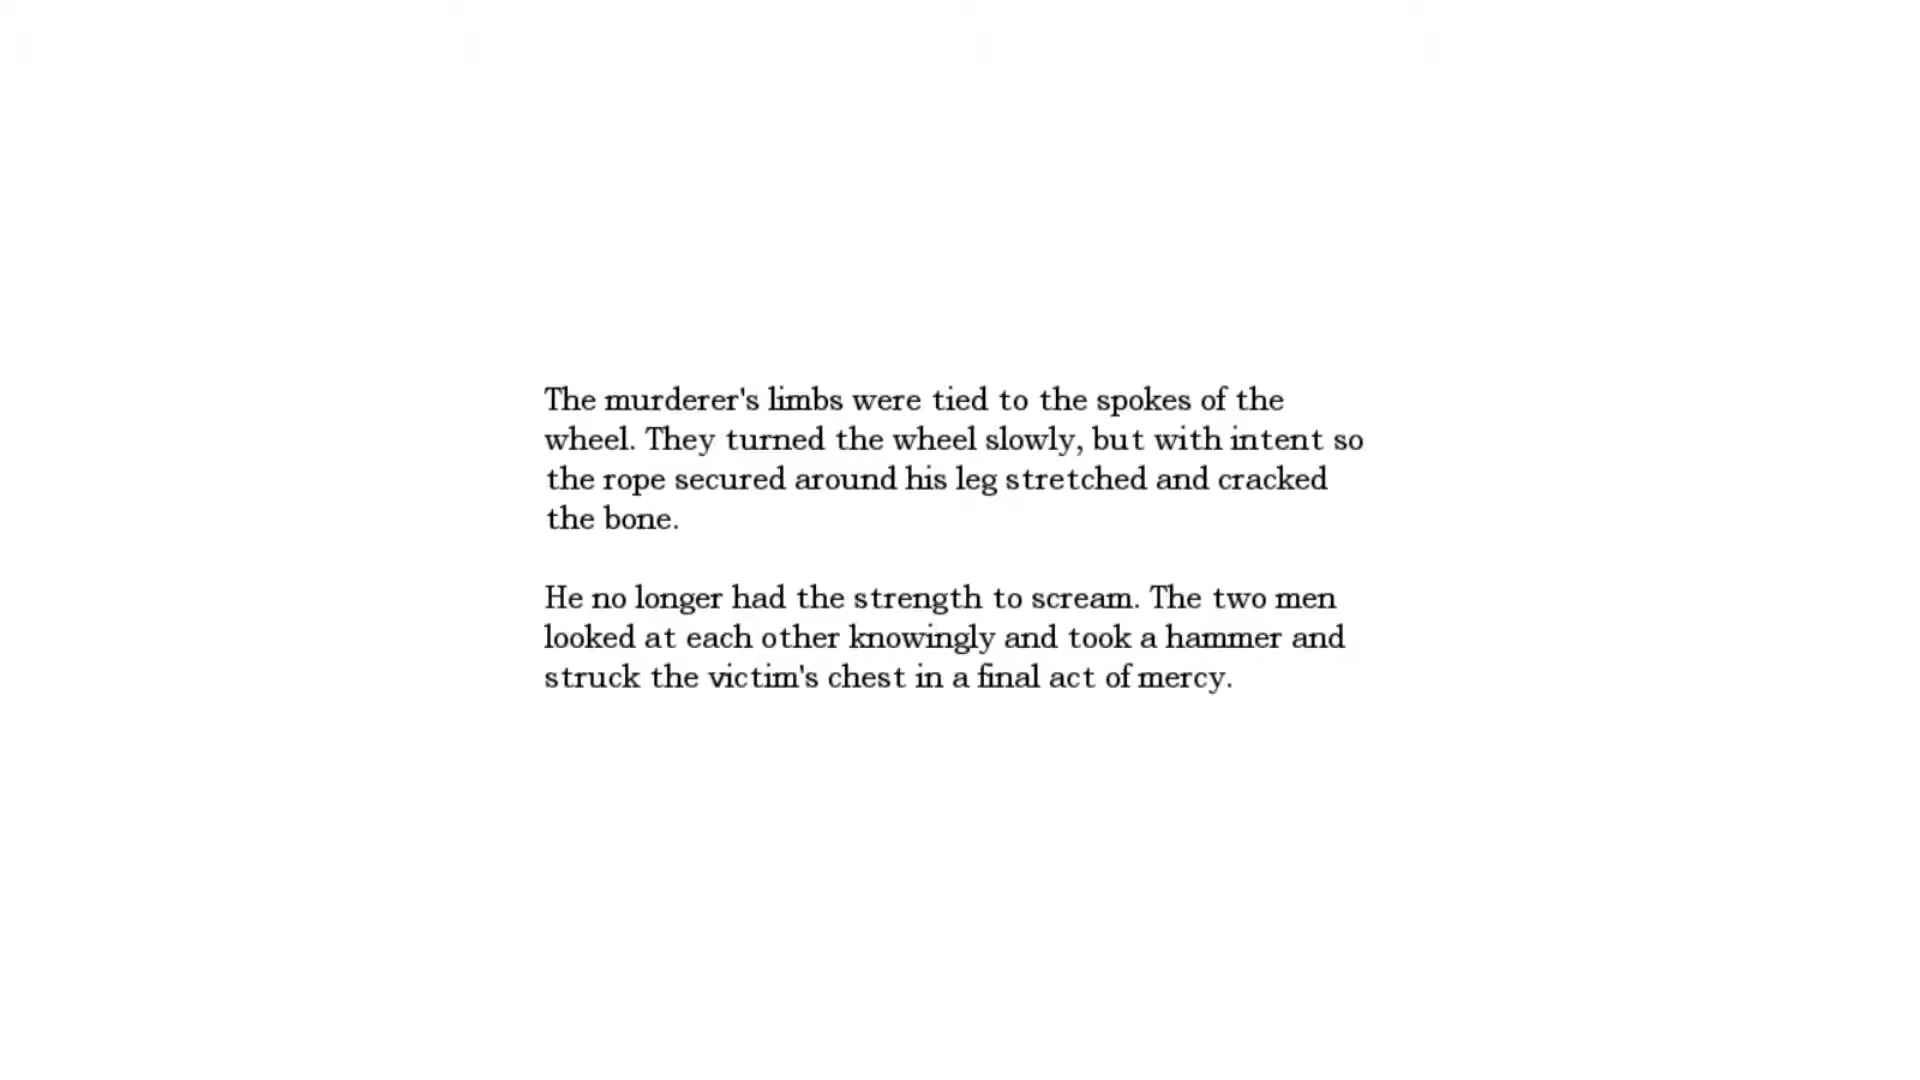 The murderer's limbs were tied to the spokes of the
wheel. They turned the wheel slowly, but with intent so
the rope secured around his leg stretched and cracked
the bone.
He no longer had the strength to scream. The two men
looked at each other knowingly and took a hammer and
struck the victim's chest in a final act of mercy.